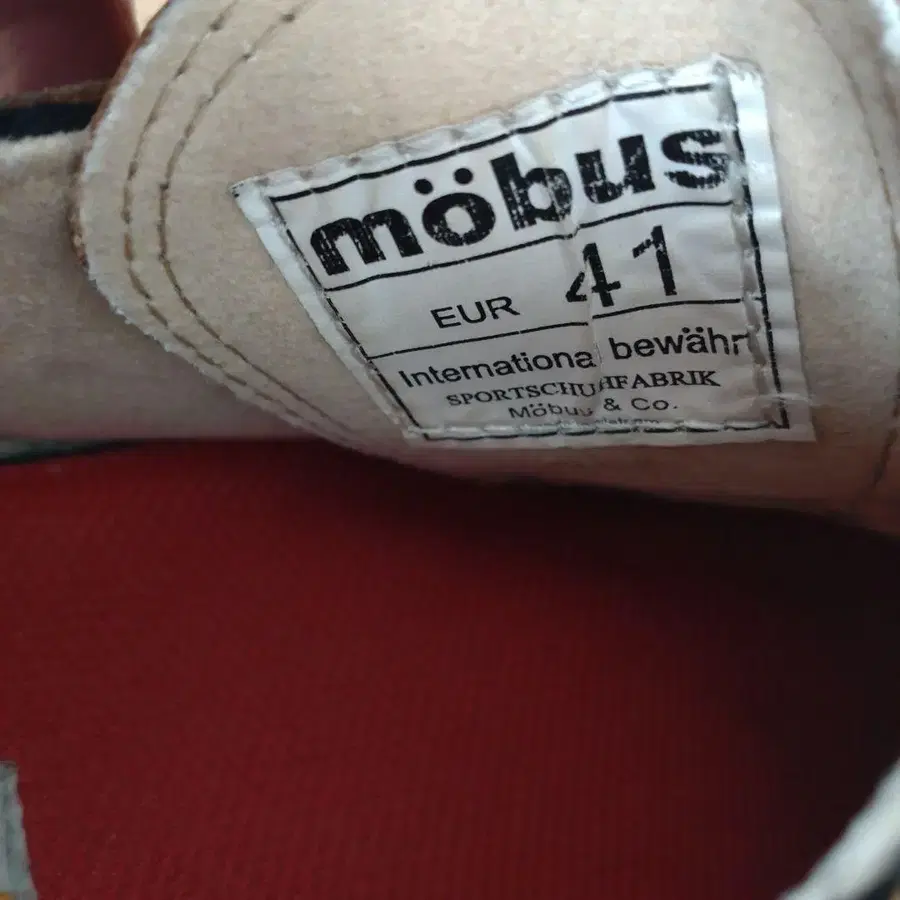 möbus
EUR 41
Internationa bewähr
SPORTSCHUHFABRIK
Möbus & Co.